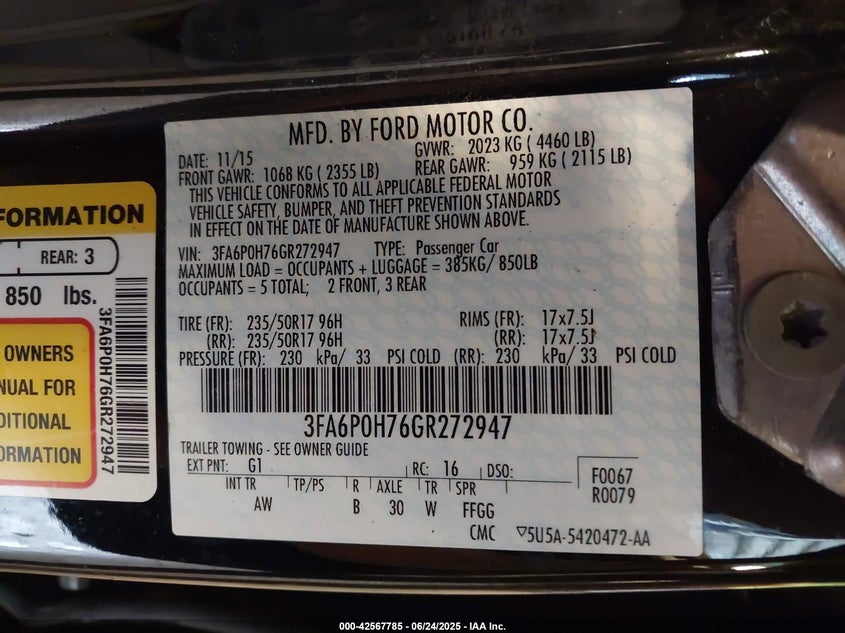 MFD. BY FORD MOTOR CO.
DATE: 11/15 GVWR: 2023 KG ( 4460 LB)
FRONT GAWR: 1068 KG ( 2355 LB) REAR GAWR: 959 KG ( 2115 LB)
THIS VEHICLE CONFORMS TO ALL APPLICABLE FEDERAL MOTOR
VEHICLE SAFETY, BUMPER, AND THEFT PREVENTION STANDARDS
IN EFFECT ON THE DATE OF MANUFACTURE SHOWN ABOVE.
VIN: 3FA6P0H76GR272947 TYPE: Passenger Car
MAXIMUM LOAD = OCCUPANTS + LUGGAGE = 385KG/ 850LB
OCCUPANTS = 5 TOTAL; 2 FRONT, 3 REAR
TIRE (FR): 235/50R17 96H RIMS (FR): 17x7.5J
(RR): 235/50R17 96H (RR): 17x7.5J
PRESSURE (FR): 230 kPa/ 33 PSI COLD (RR): 230 kPa/ 33 PSI COLD
3FA6P0H76GR272947
TRAILER TOWING - SEE OWNER GUIDE
EXT PNT: G1 RC: 16 DSO: F0067
R0079
INT TR TP/PS R AXLE TR SPR
AW B 30 W FFGG
CMC ▽5U5A-5420472-AA
FORMATION
REAR: 3
850 lbs.
OWNERS
NUAL FOR
DITIONAL
ORMATION
3FA6P0H76GR272947
000-42567785 - 06/24/2025 - IAA Inc.